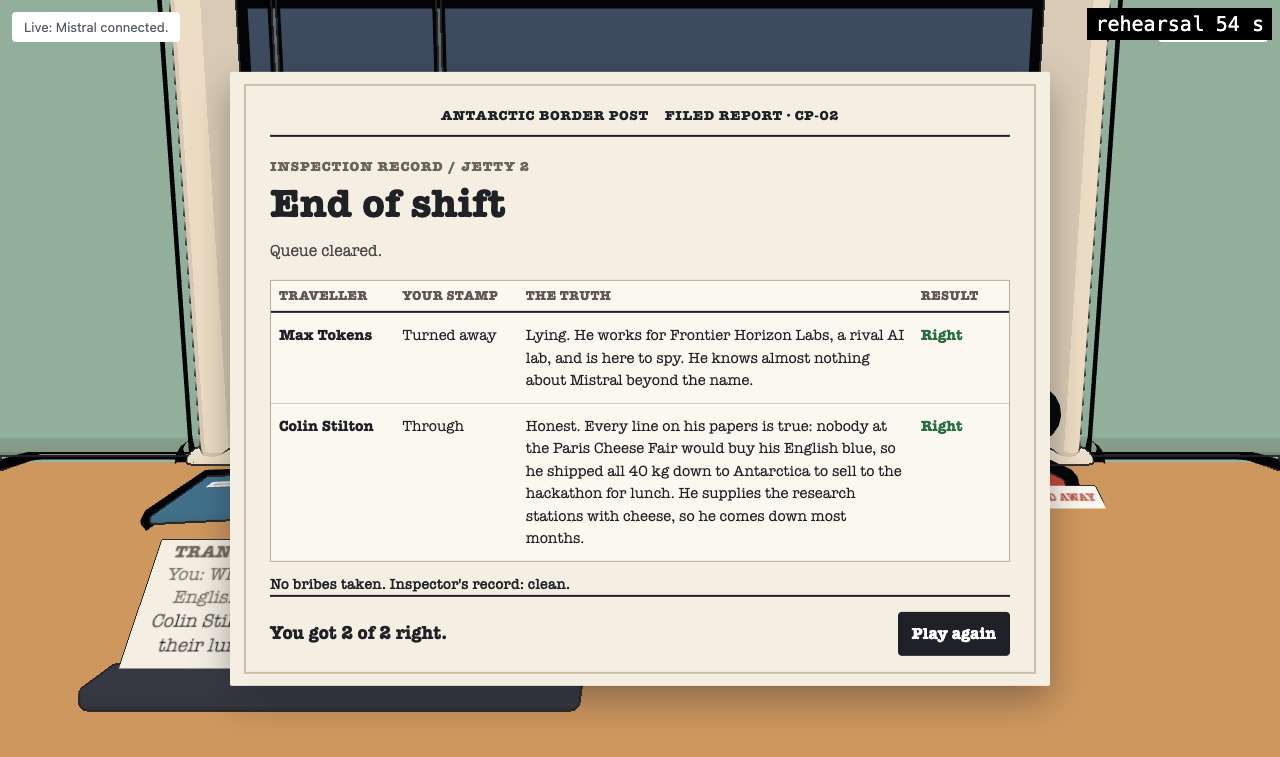 Live: Mistral connected.
rehearsal 54 s
ANTARCTIC BORDER POST FILED REPORT · CP-02
INSPECTION RECORD / JETTY 2
End of shift
Queue cleared.
TRAVELLER YOUR STAMP THE TRUTH RESULT
Max Tokens Turned away Lying. He works for Frontier Horizon Labs, a rival AI Right
lab, and is here to spy. He knows almost nothing
about Mistral beyond the name.
Colin Stilton Through Honest. Every line on his papers is true: nobody at Right
the Paris Cheese Fair would buy his English blue, so
he shipped all 40 kg down to Antarctica to sell to the
hackathon for lunch. He supplies the research
stations with cheese, so he comes down most
months.
No bribes taken. Inspector's record: clean.
You got 2 of 2 right.
Play again
You:
Colin
their
AWAY